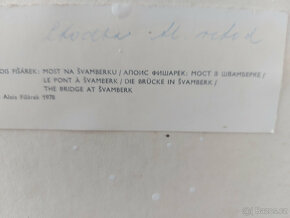 OIS FIŠÁREK: MOST NA ŠVAMBERKU / АЛОИС ФИШАРЕК: МОСТ В ШВАМБЕРКЕ /
LE PONT À ŠVAMBERK / DIE BRÜCKE IN ŠVAMBERK /
THE BRIDGE AT ŠVAMBERK
Alois Fišárek 1978